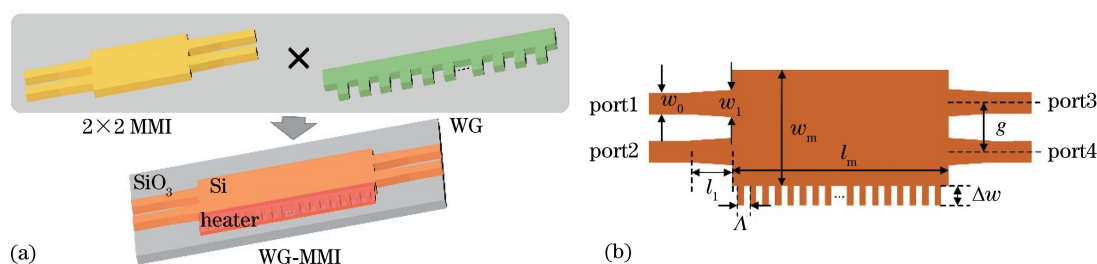 2×2 MMI
×
WG
SiO3
Si
heater
...
WG-MMI
(a)
port1
port2
w0
w1
wm
lm
l1
Λ
...
g
Δw
port3
port4
(b)